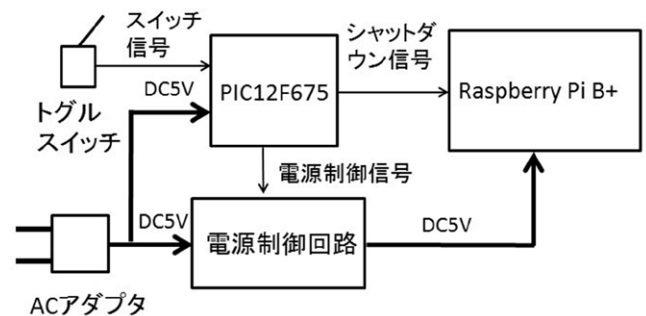 スイッチ
信号
シャットダ
ウン信号
DC5V
PIC12F675
Raspberry Pi B+
トグル
スイッチ
電源制御信号
DC5V
電源制御回路
DC5V
ACアダプタ